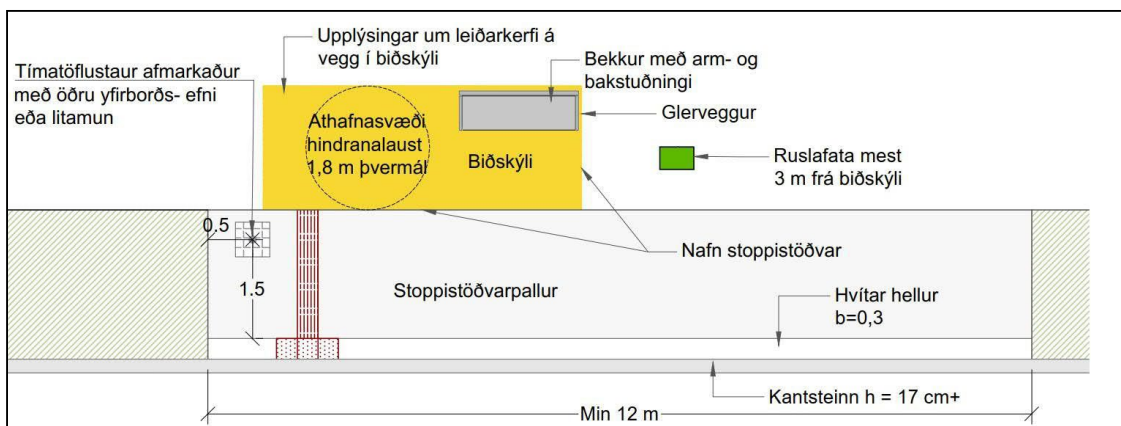 Upplýsingar um leiðarkerfi á
vegg í biðskýli
Bekkur með arm- og
bakstuðningi
Tímatöflustaur afmarkaður
með öðru yfirborðs- efni
eða litamun
Glerveggur
Athafnasvæði
hindranalaust
1,8 m þvermál
Biðskýli
Ruslafata mest
3 m frá biðskýli
0.5
Nafn stoppistöðvar
1.5
Stoppistöðvarpallur
Hvítar hellur
b=0,3
Kantsteinn h = 17 cm+
Min 12 m